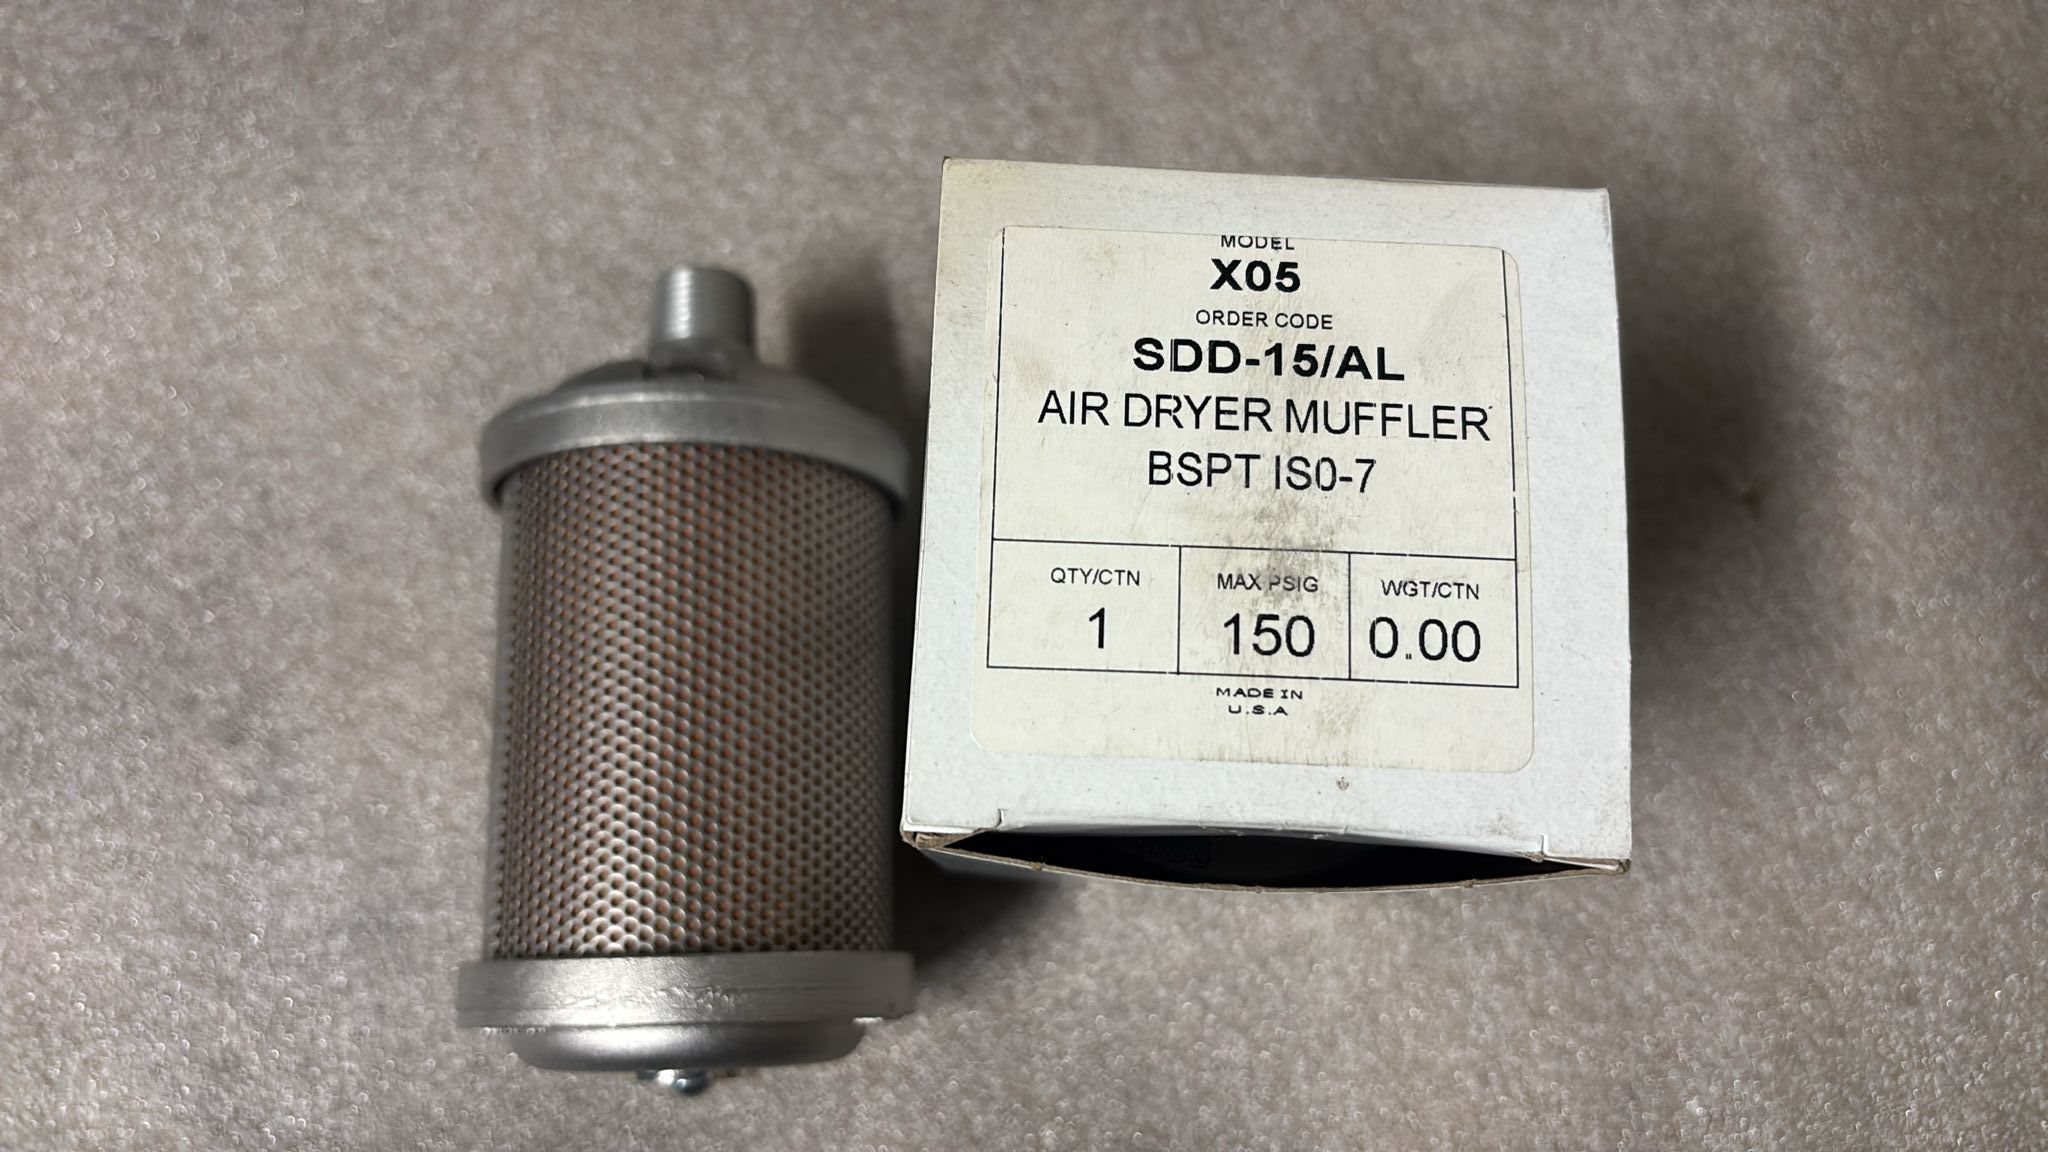 MODEL
X05
ORDER CODE
SDD-15/AL
AIR DRYER MUFFLER
BSPT IS0-7
QTY/CTN
1
MAX PSIG
150
WGT/CTN
0.00
MADE IN
U.S.A